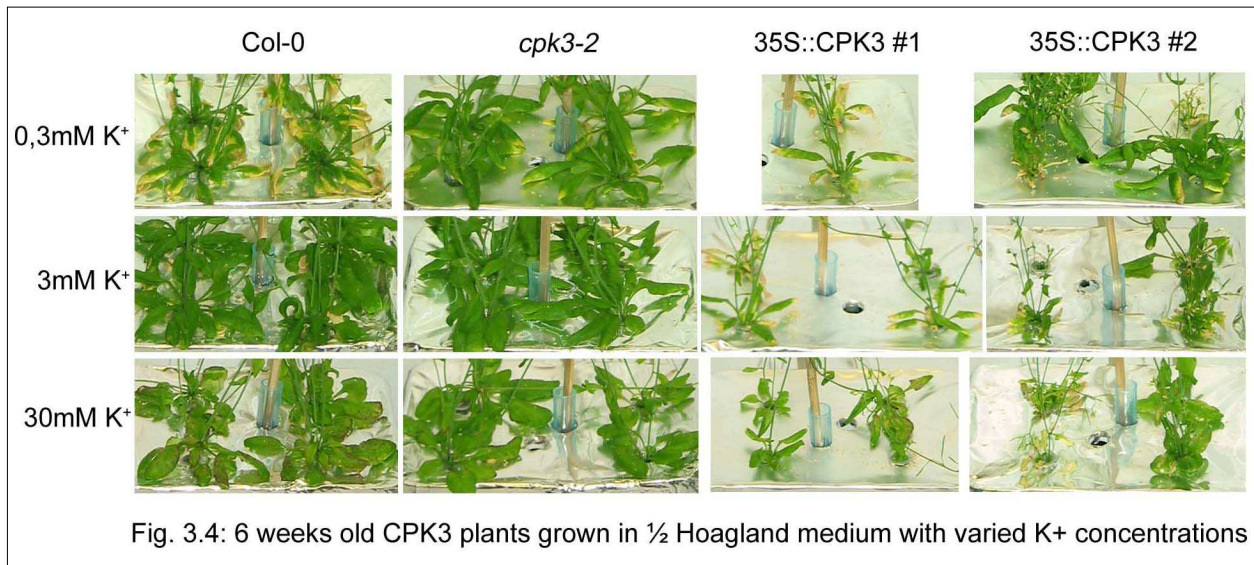 Col-0 cpk3-2 35S::CPK3 #1 35S::CPK3 #2
0,3mM K⁺
3mM K⁺
30mM K⁺
Fig. 3.4: 6 weeks old CPK3 plants grown in ½ Hoagland medium with varied K+ concentrations